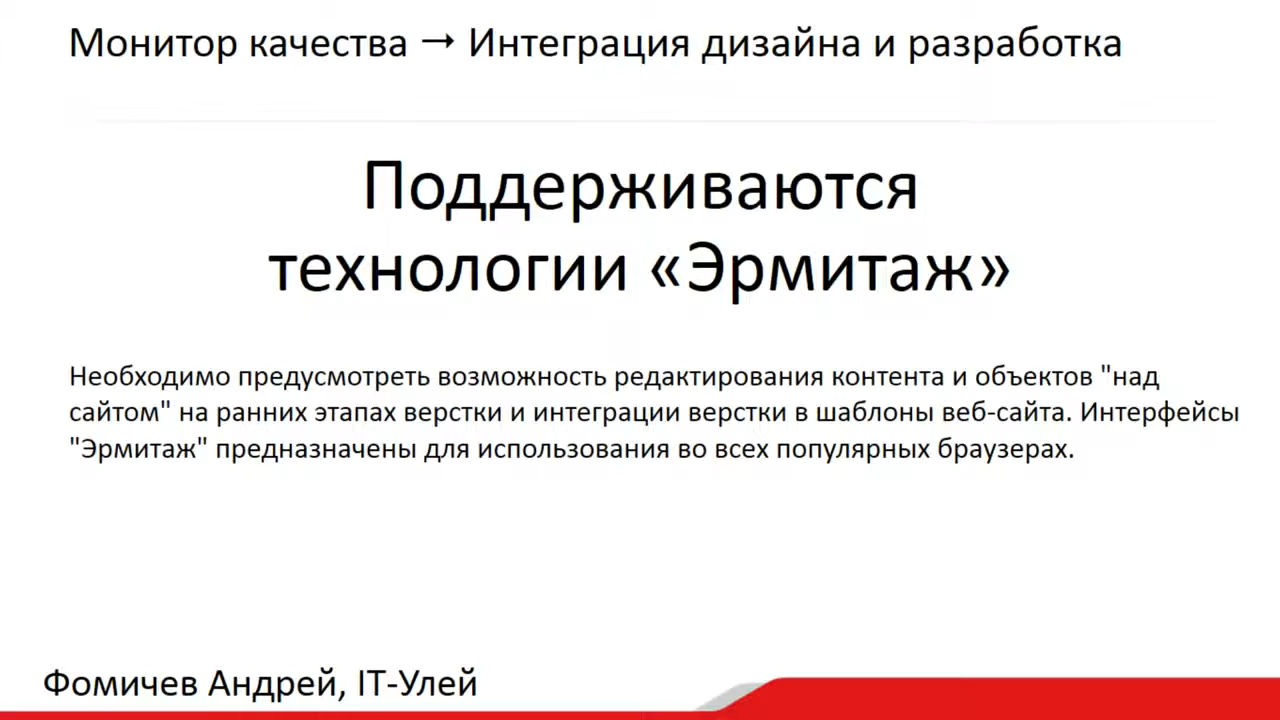 Монитор качества → Интеграция дизайна и разработка
Поддерживаются
технологии «Эрмитаж»
Необходимо предусмотреть возможность редактирования контента и объектов "над
сайтом" на ранних этапах верстки и интеграции верстки в шаблоны веб-сайта. Интерфейсы
"Эрмитаж" предназначены для использования во всех популярных браузерах.
Фомичев Андрей, IT-Улей